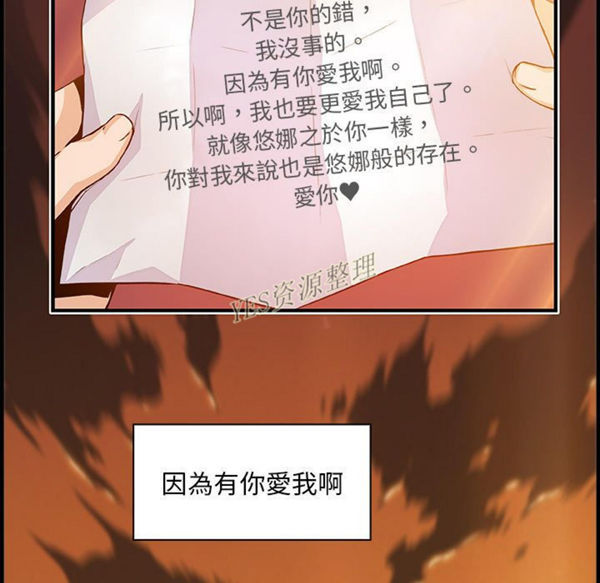 不是你的錯，
我沒事的。
因為有你愛我啊。
所以啊，我也要更愛我自己了。
就像悠娜之於你一樣，
你對我來說也是悠娜般的存在。
愛你♥
YES资源整理
因為有你愛我啊